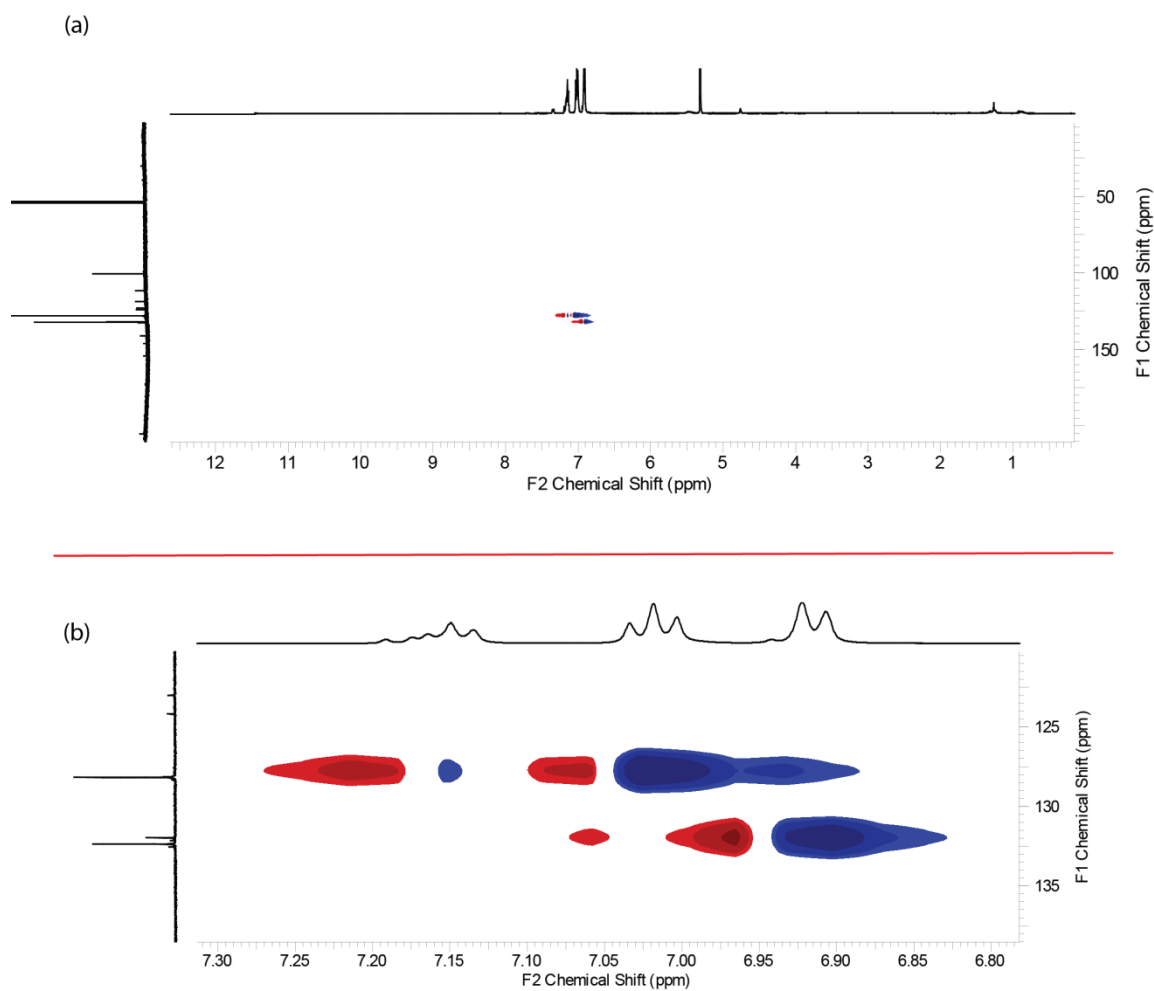 (a)
50
100
150
F1 Chemical Shift (ppm)
12 11 10 9 8 7 6 5 4 3 2 1
F2 Chemical Shift (ppm)
(b)
125
130
135
F1 Chemical Shift (ppm)
7.30 7.25 7.20 7.15 7.10 7.05 7.00 6.95 6.90 6.85 6.80
F2 Chemical Shift (ppm)